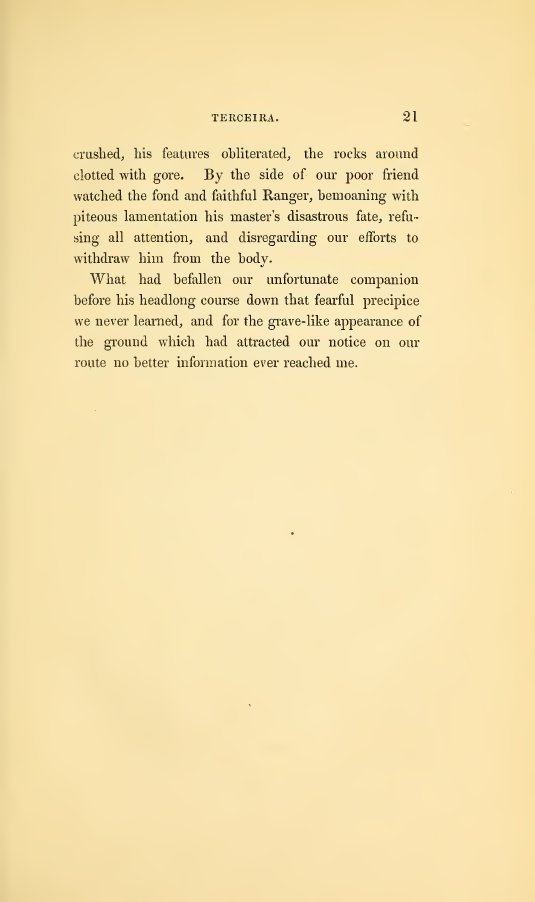 TERCEIRA. 21
crushed, his features obliterated, the rocks around
clotted with gore. By the side of our poor friend
watched the fond and faithful Ranger, bemoaning with
piteous lamentation his master's disastrous fate, refu-
sing all attention, and disregarding our efforts to
withdraw him from the body.
What had befallen our unfortunate companion
before his headlong course down that fearful precipice
we never learned, and for the grave-like appearance of
the ground which had attracted our notice on our
route no better information ever reached me.